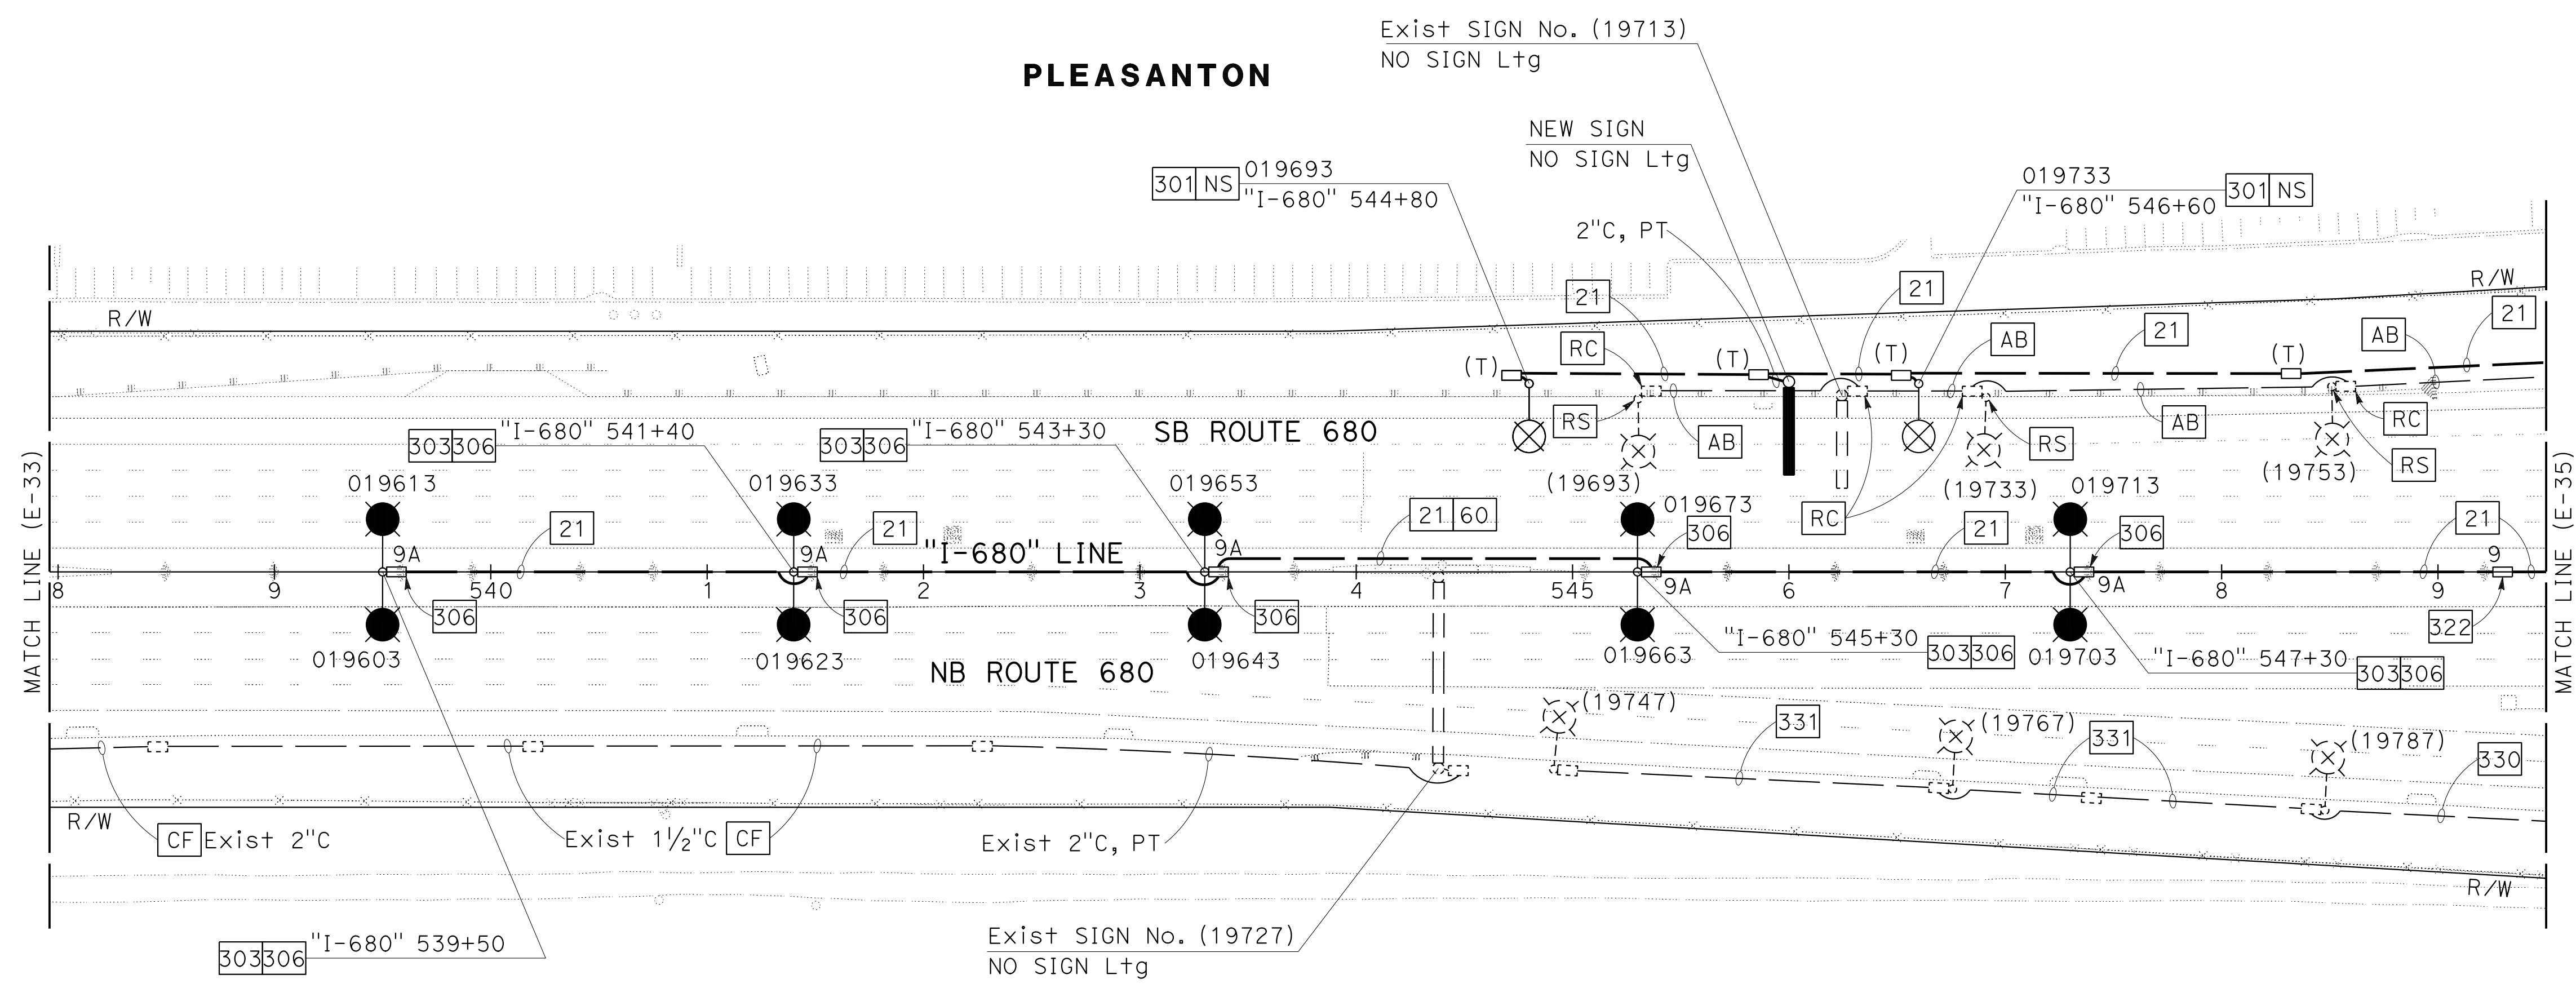 Exist SIGN No. (19713)
NO SIGN Ltg
PLEASANTON
NEW SIGN
NO SIGN Ltg
301 NS 019693
"I-680" 544+80
019733 301 NS
"I-680" 546+60
2"C, PT
R/W
R/W
21
21
21
21
RC
AB
AB
(T)
(T)
(T)
(T)
RS
AB
RS
AB
RC
RS
303 306 "I-680" 541+40
303 306 "I-680" 543+30
SB ROUTE 680
(19693)
(19733)
(19753)
019613
019633
019653
019673
019713
21
21
21 60
RC
306
21
306
21
MATCH LINE (E-33)
MATCH LINE (E-35)
9A
9A
"I-680" LINE
9A
9
8
9
540
1
2
3
4
545
9A
6
7
9A
8
9
306
306
306
322
019603
019623
019643
019663
019703
"I-680" 545+30 303 306
"I-680" 547+30 303 306
NB ROUTE 680
(19747)
(19767)
(19787)
331
331
330
R/W
CF Exist 2"C
Exist 1½"C CF
Exist 2"C, PT
R/W
303 306 "I-680" 539+50
Exist SIGN No. (19727)
NO SIGN Ltg